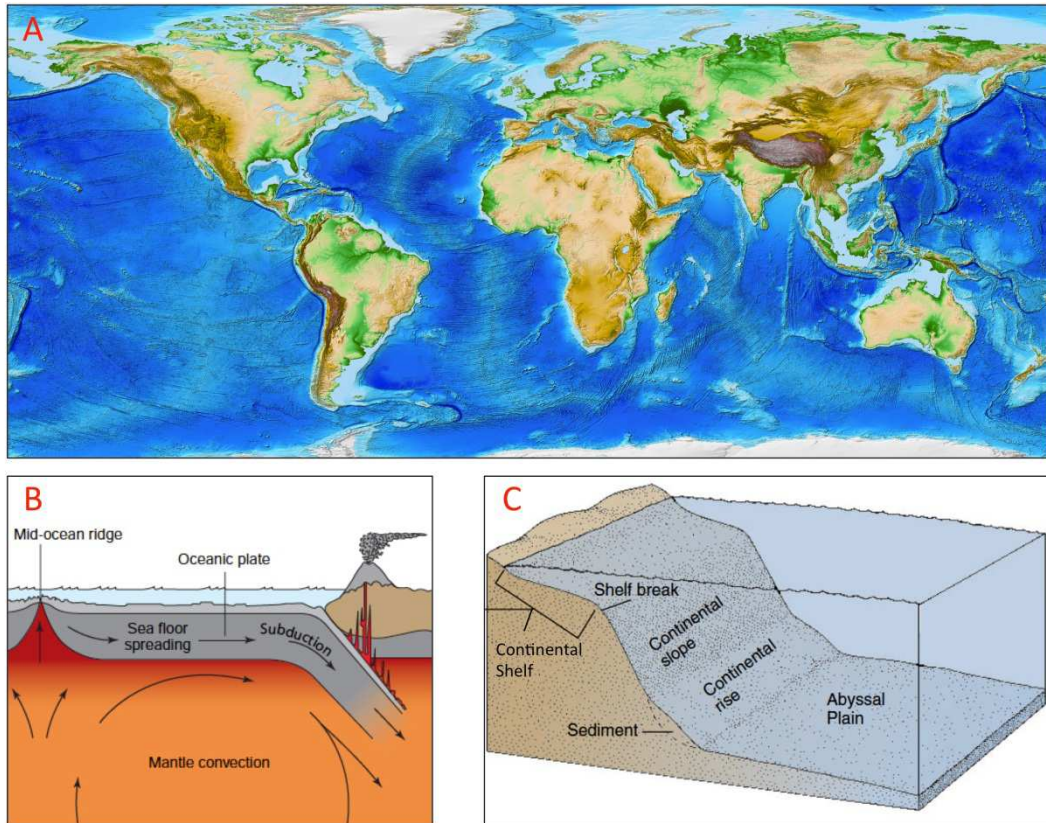 A
B
Mid-ocean ridge
Oceanic plate
Sea floor
spreading
Subduction
Mantle convection
C
Shelf break
Continental
Shelf
Continental
slope
Continental
rise
Sediment
Abyssal
Plain